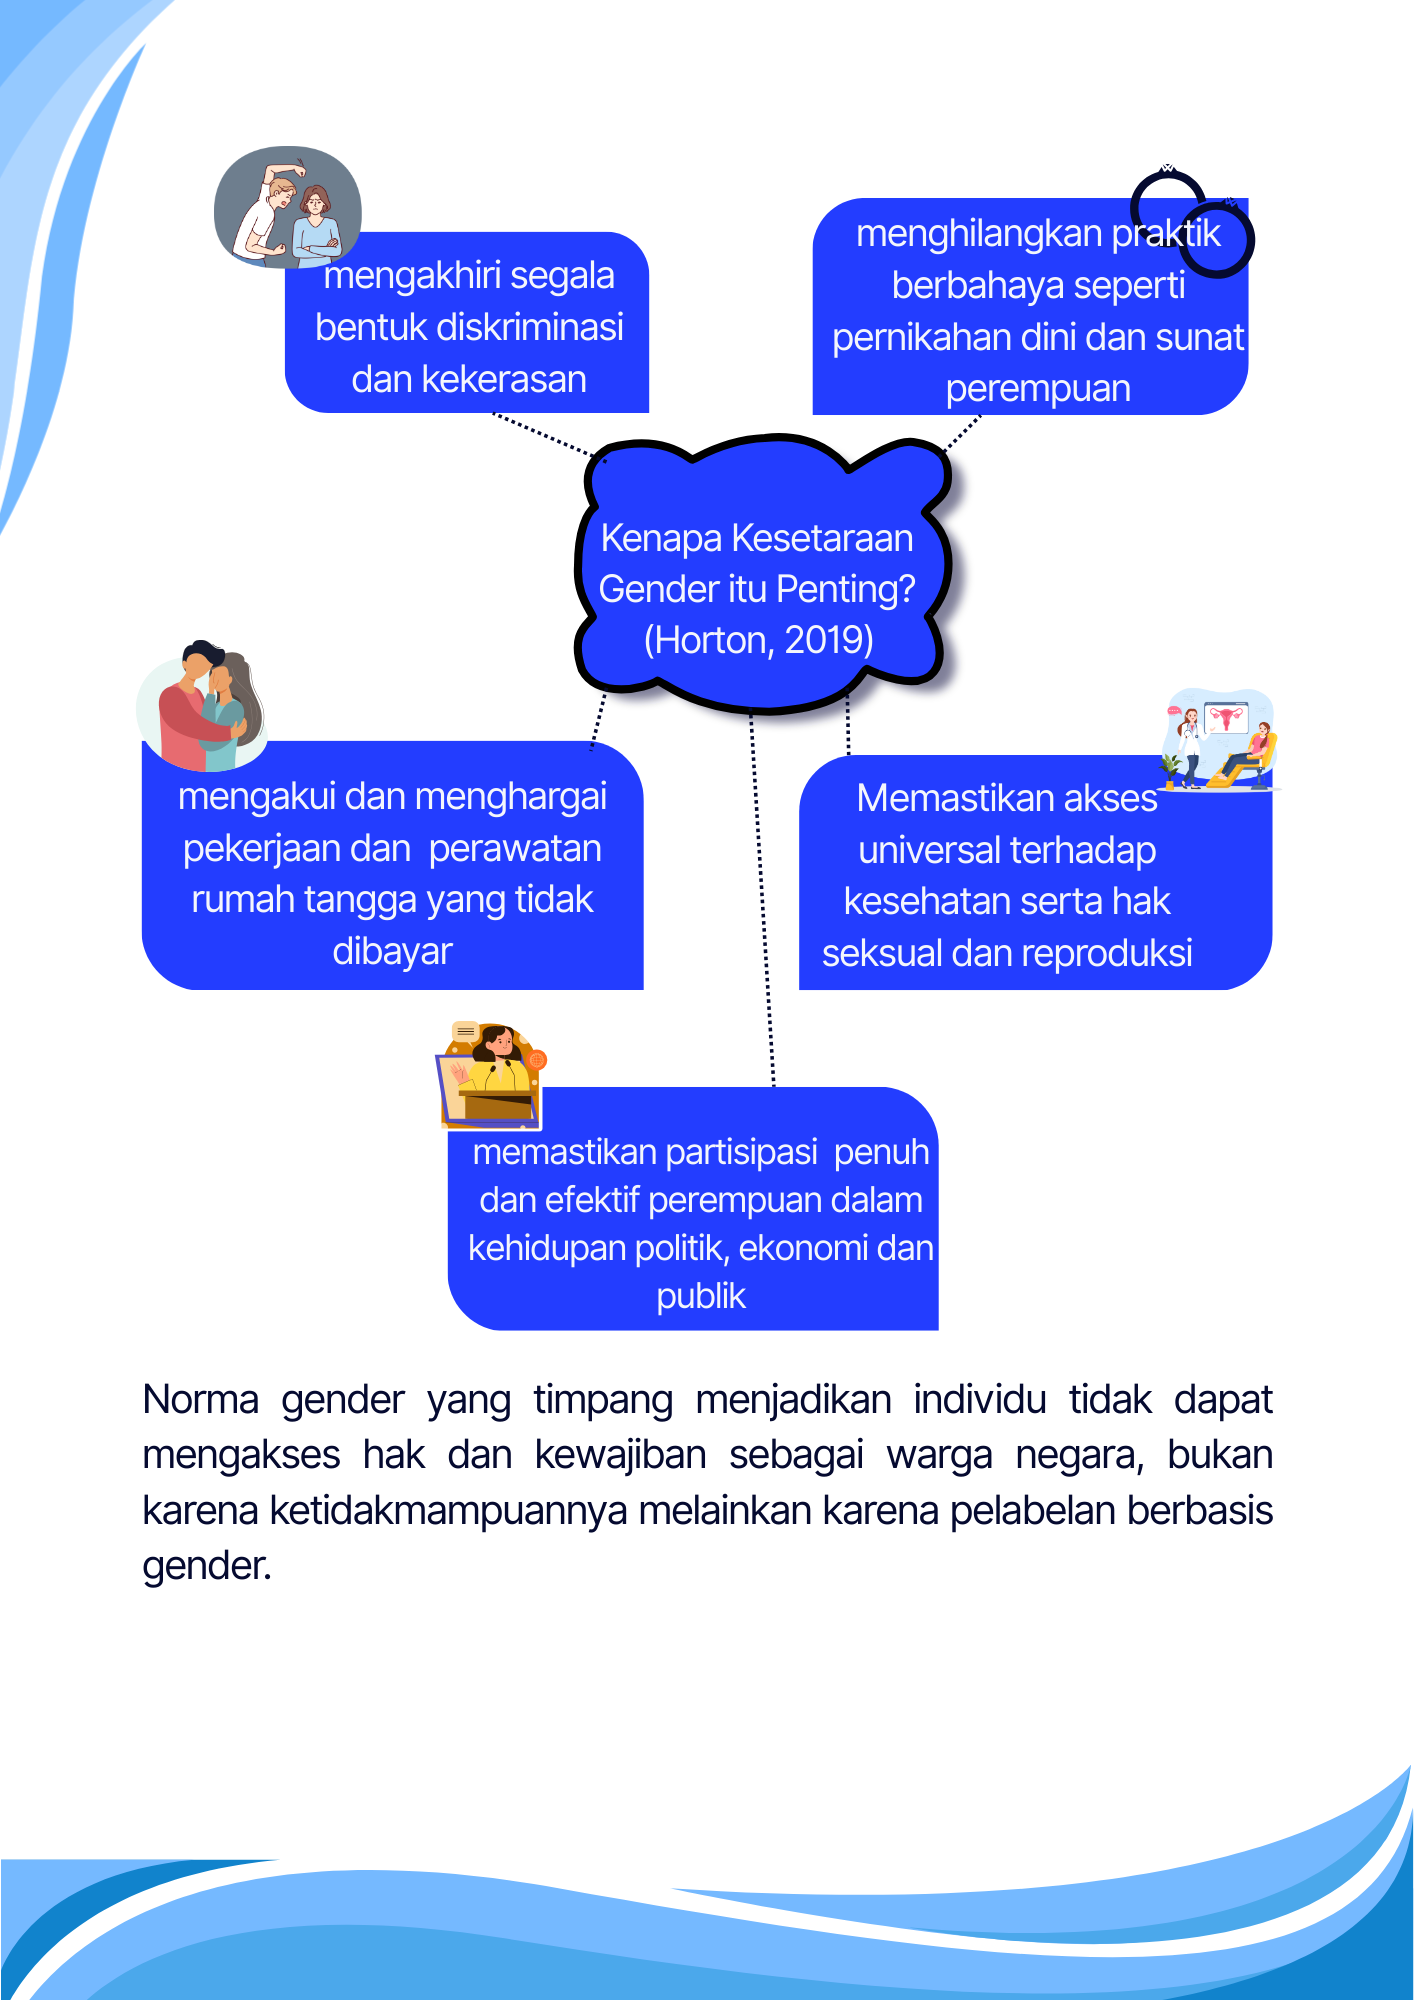 mengakhiri segala
bentuk diskriminasi
dan kekerasan
menghilangkan praktik
berbahaya seperti
pernikahan dini dan sunat
perempuan
Kenapa Kesetaraan
Gender itu Penting?
(Horton, 2019)
mengakui dan menghargai
pekerjaan dan  perawatan
rumah tangga yang tidak
dibayar
Memastikan akses
universal terhadap
kesehatan serta hak
seksual dan reproduksi
memastikan partisipasi  penuh
dan efektif perempuan dalam
kehidupan politik, ekonomi dan
publik
Norma gender yang timpang menjadikan individu tidak dapat
mengakses hak dan kewajiban sebagai warga negara, bukan
karena ketidakmampuannya melainkan karena pelabelan berbasis
gender.